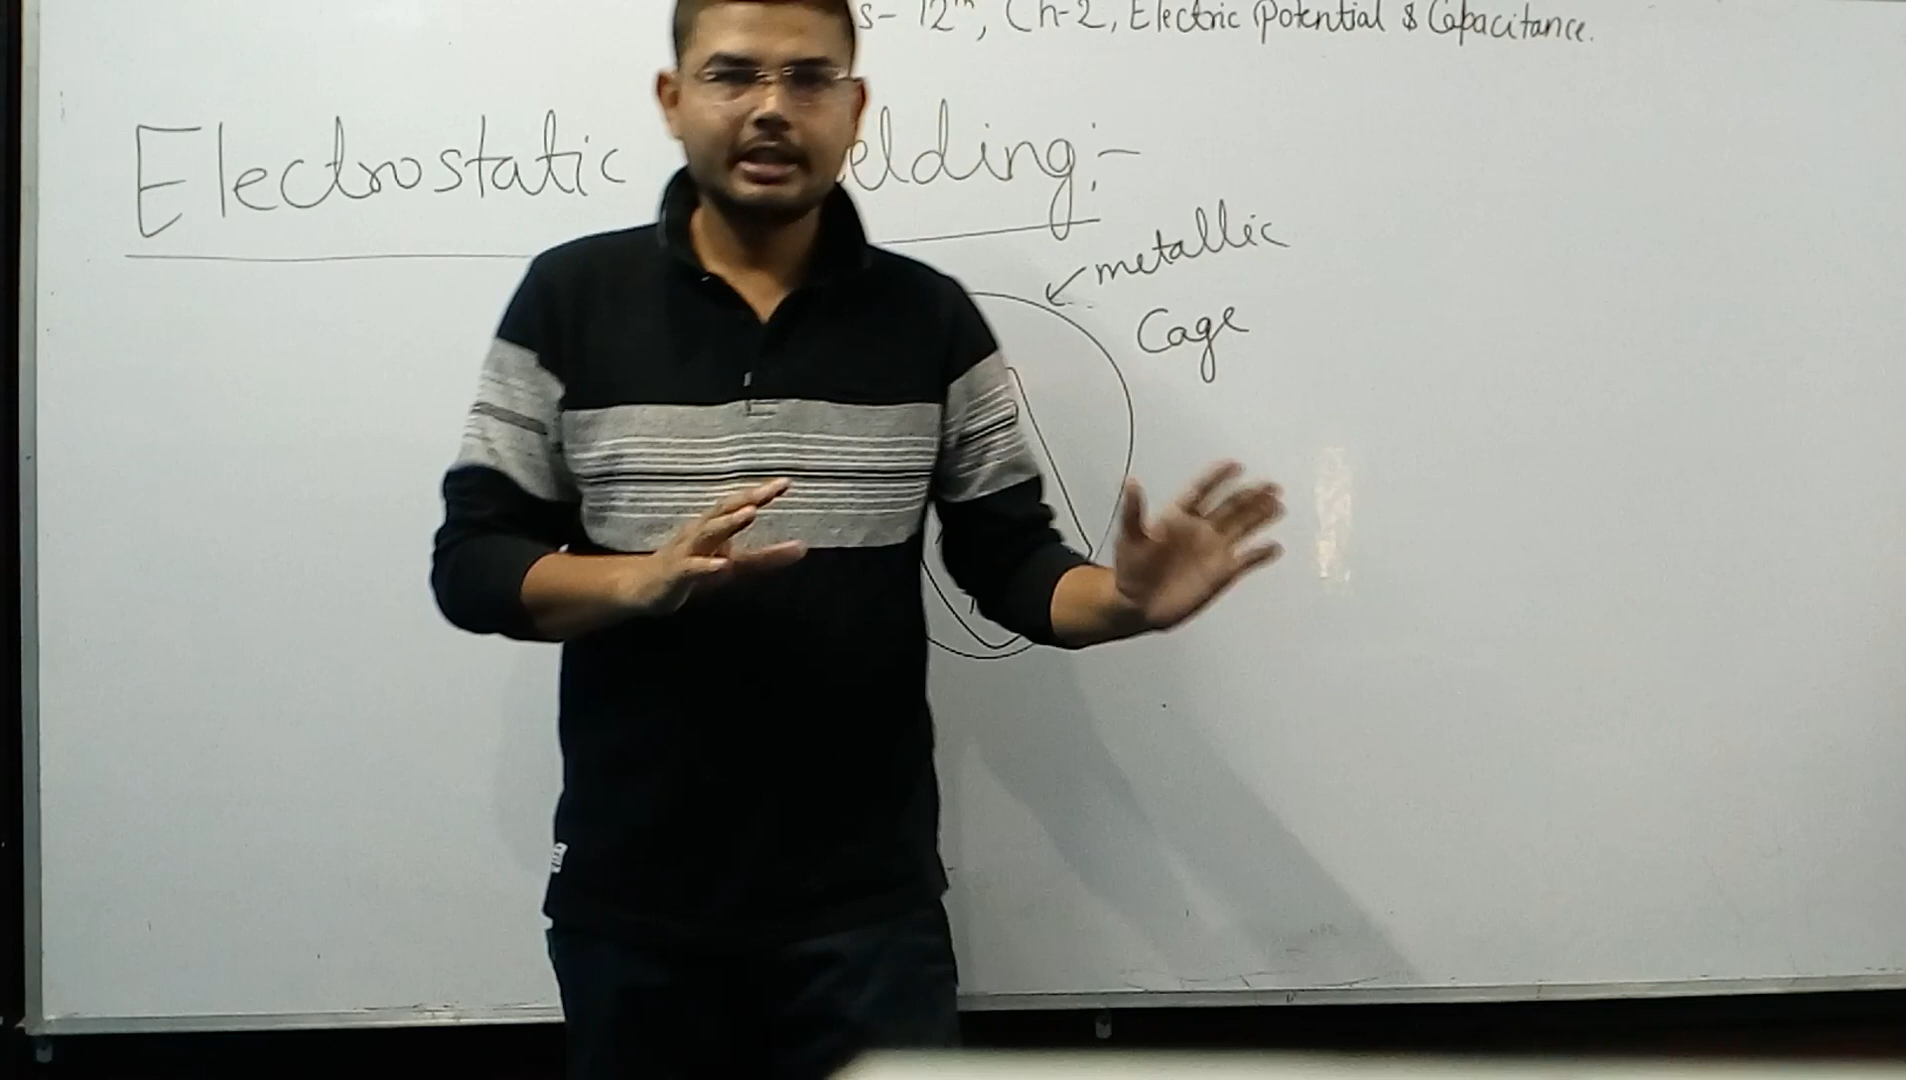 s- 12th, Ch-2, Electric Potential & Capacitance.
Electrostatic elding:-
metallic
Cage